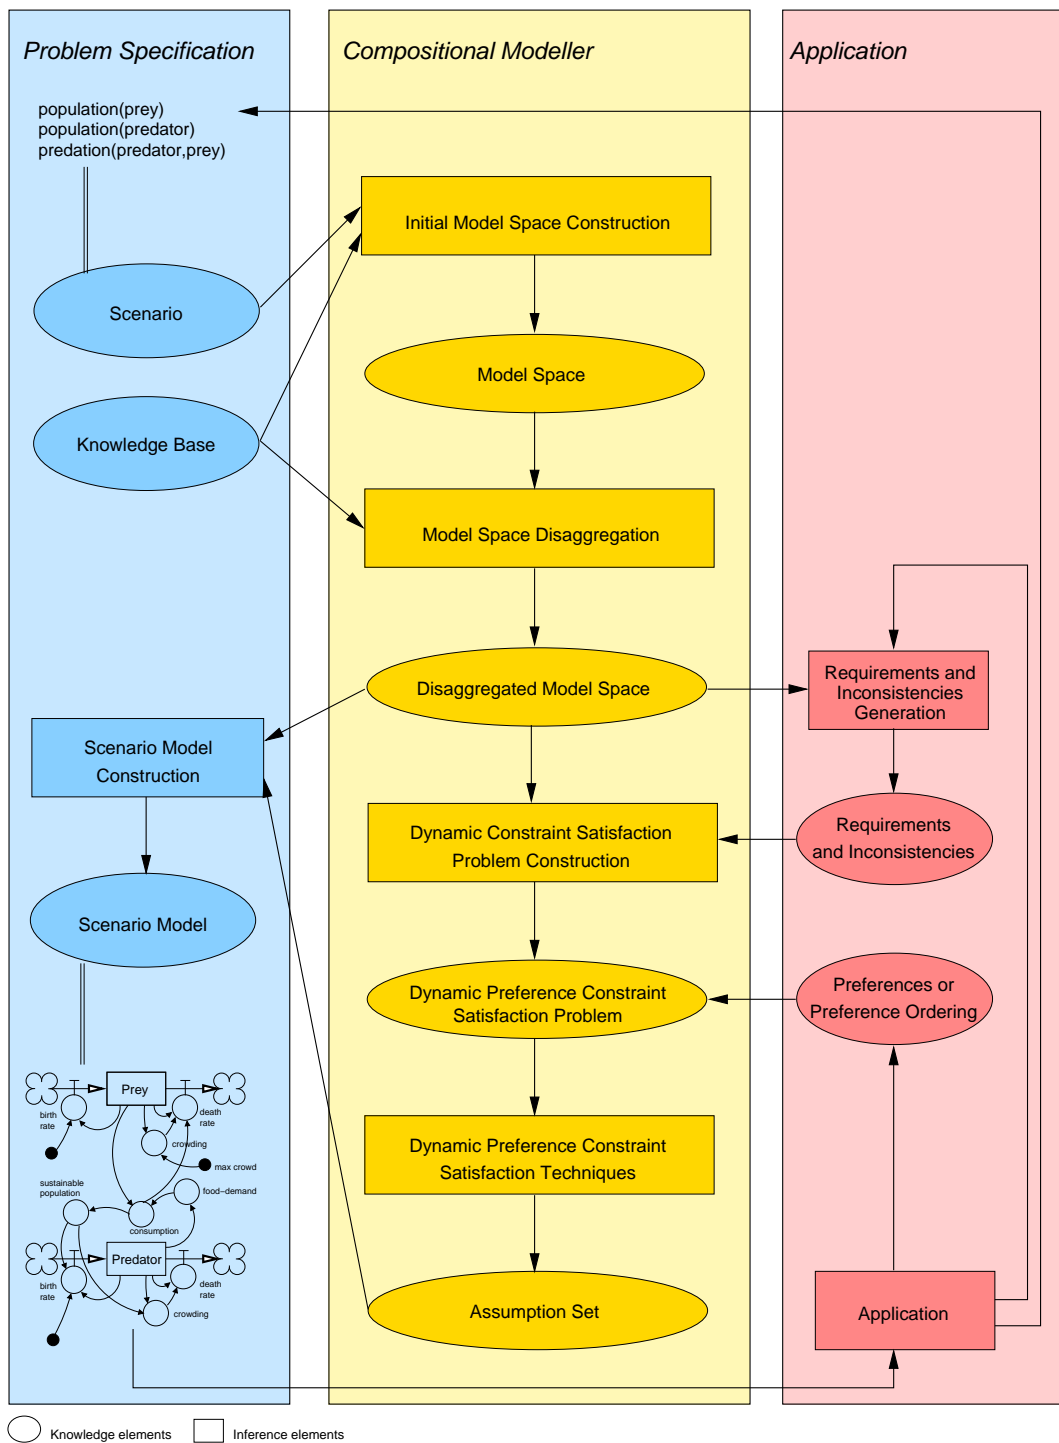 Problem Specification
population(prey)
population(predator)
predation(predator,prey)
Scenario
Knowledge Base
Scenario Model
Construction
Scenario Model
Prey
birth
rate
death
rate
crowding
max crowd
sustainable
population
food–demand
consumption
Predator
birth
rate
death
rate
crowding
Compositional Modeller
Initial Model Space Construction
Model Space
Model Space Disaggregation
Disaggregated Model Space
Dynamic Constraint Satisfaction
Problem Construction
Dynamic Preference Constraint
Satisfaction Problem
Dynamic Preference Constraint
Satisfaction Techniques
Assumption Set
Application
Requirements and
Inconsistencies
Generation
Requirements
and Inconsistencies
Preferences or
Preference Ordering
Application
Knowledge elements
Inference elements